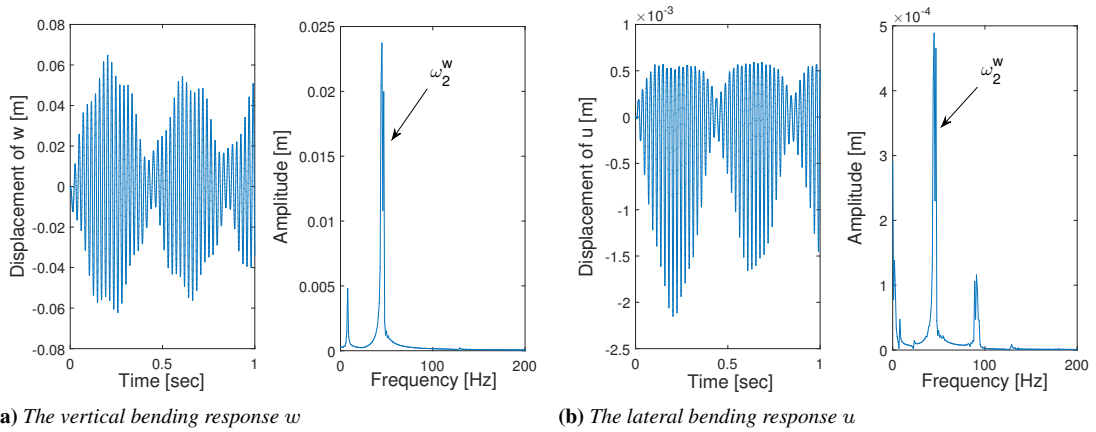 Displacement of w [m]
0.08
0.06
0.04
0.02
0
-0.02
-0.04
-0.06
-0.08
0 0.5 1
Time [sec]
Amplitude [m]
0.025
0.02
0.015
0.01
0.005
0
0 100 200
Frequency [Hz]
ω₂ʷ
Displacement of u [m]
×10⁻³
1
0.5
0
-0.5
-1
-1.5
-2
-2.5
0 0.5 1
Time [sec]
Amplitude [m]
×10⁻⁴
5
4
3
2
1
0
0 100 200
Frequency [Hz]
ω₂ʷ
a) The vertical bending response w
(b) The lateral bending response u